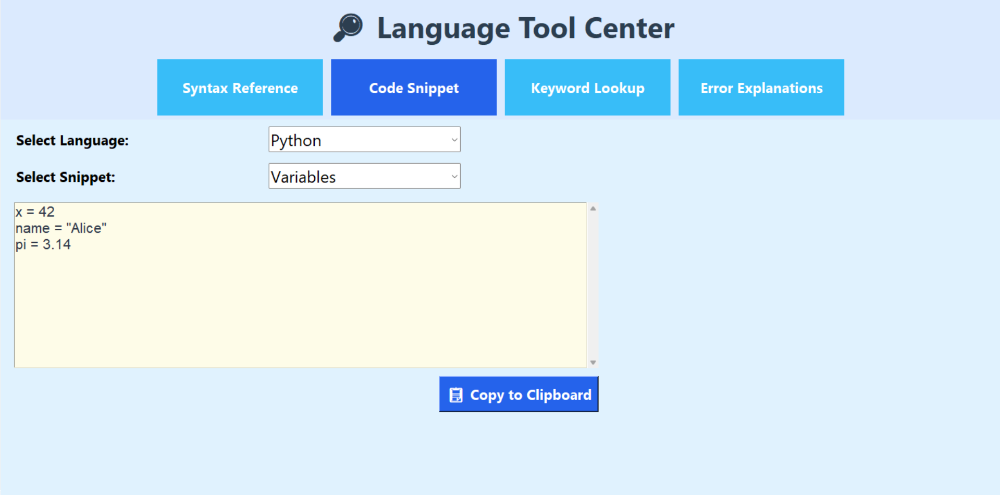 Language Tool Center
Syntax Reference
Code Snippet
Keyword Lookup
Error Explanations
Select Language:
Python
Select Snippet:
Variables
x = 42
name = "Alice"
pi = 3.14
Copy to Clipboard